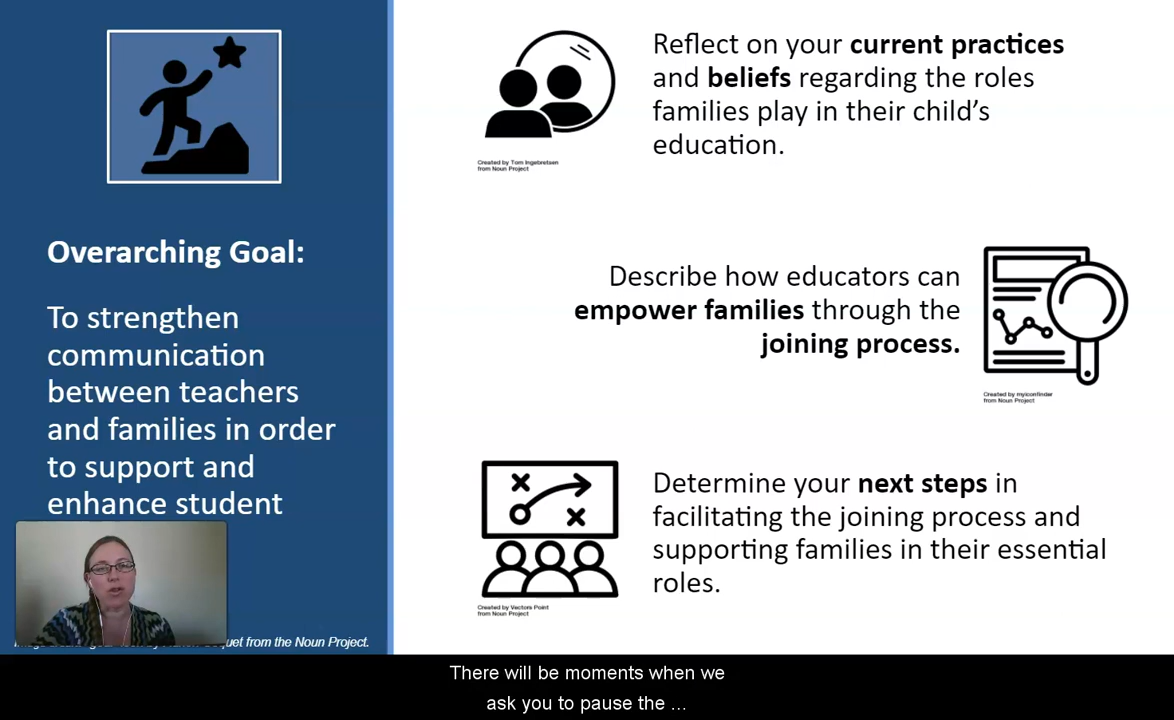 Overarching Goal:
To strengthen
communication
between teachers
and families in order
to support and
enhance student
from the Noun Project.
Reflect on your current practices
and beliefs regarding the roles
families play in their child's
education.
Created by Tom Ingebretsen
from Noun Project
Describe how educators can
empower families through the
joining process.
Created by myiconfinder
from Noun Project
Determine your next steps in
facilitating the joining process and
supporting families in their essential
roles.
Created by Vectors Point
from Noun Project
There will be moments when we
ask you to pause the ...